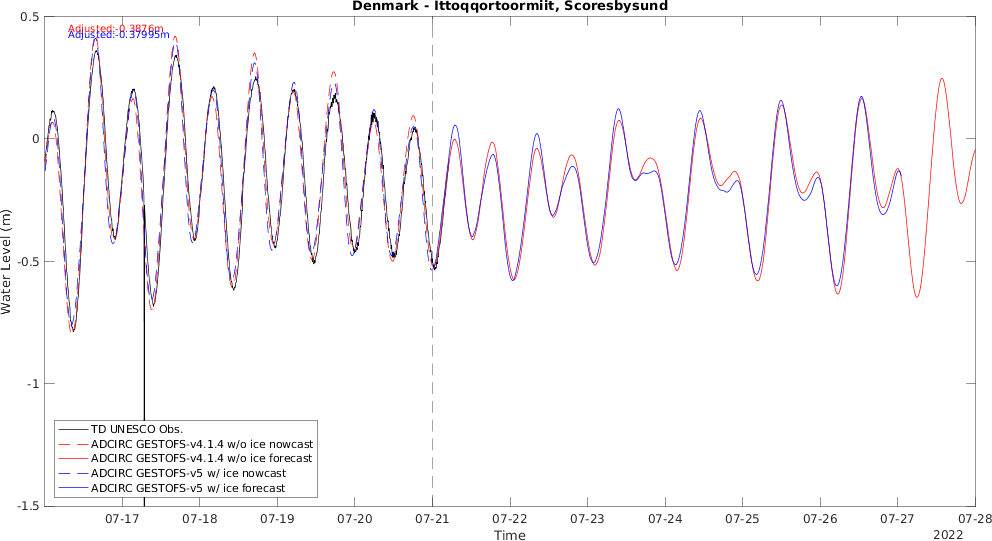 Denmark - Ittoqqortoormiit, Scoresbysund
Adjusted:-0.3876m
Adjusted:-0.37995m
0.5
0
-0.5
-1
-1.5
Water Level (m)
TD UNESCO Obs.
ADCIRC GESTOFS-v4.1.4 w/o ice nowcast
ADCIRC GESTOFS-v4.1.4 w/o ice forecast
ADCIRC GESTOFS-v5 w/ ice nowcast
ADCIRC GESTOFS-v5 w/ ice forecast
07-17 07-18 07-19 07-20 07-21 07-22 07-23 07-24 07-25 07-26 07-27 07-28
Time
2022